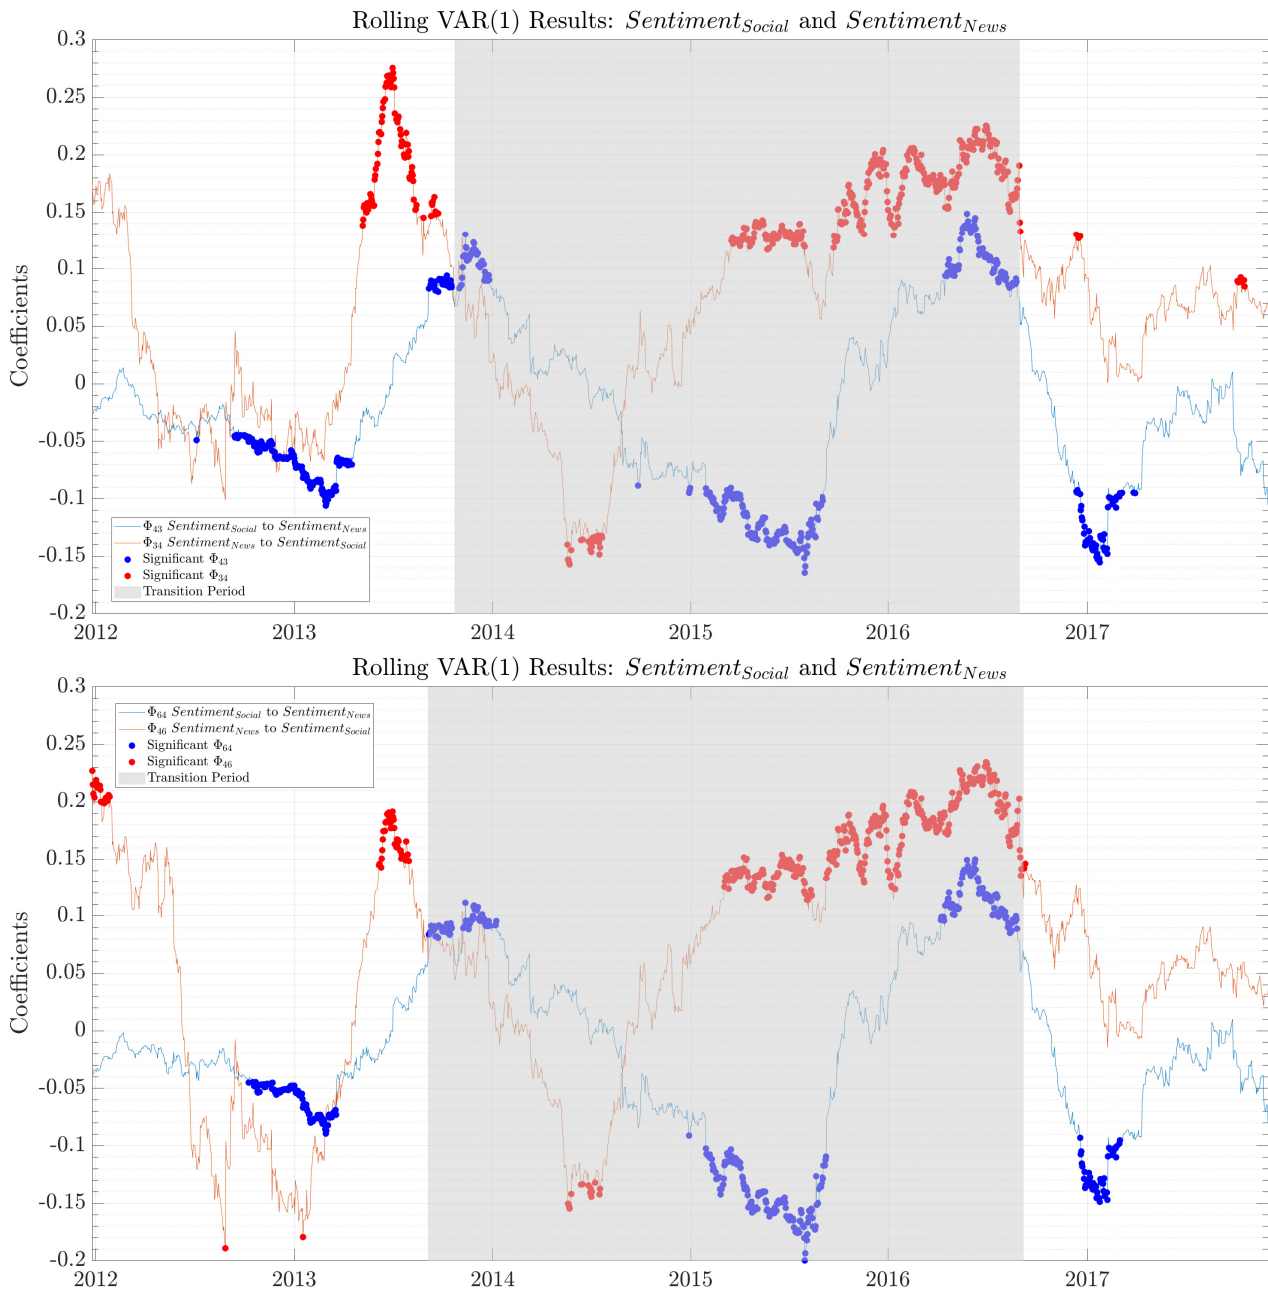 Rolling VAR(1) Results: Sentiment_Social and Sentiment_News
0.3
0.25
0.2
0.15
0.1
0.05
0
-0.05
-0.1
-0.15
-0.2
Coefficients
Φ43 Sentiment_Social to Sentiment_News
Φ34 Sentiment_News to Sentiment_Social
Significant Φ43
Significant Φ34
Transition Period
2012 2013 2014 2015 2016 2017
Rolling VAR(1) Results: Sentiment_Social and Sentiment_News
0.3
0.25
0.2
0.15
0.1
0.05
0
-0.05
-0.1
-0.15
-0.2
Coefficients
Φ64 Sentiment_Social to Sentiment_News
Φ46 Sentiment_News to Sentiment_Social
Significant Φ64
Significant Φ46
Transition Period
2012 2013 2014 2015 2016 2017